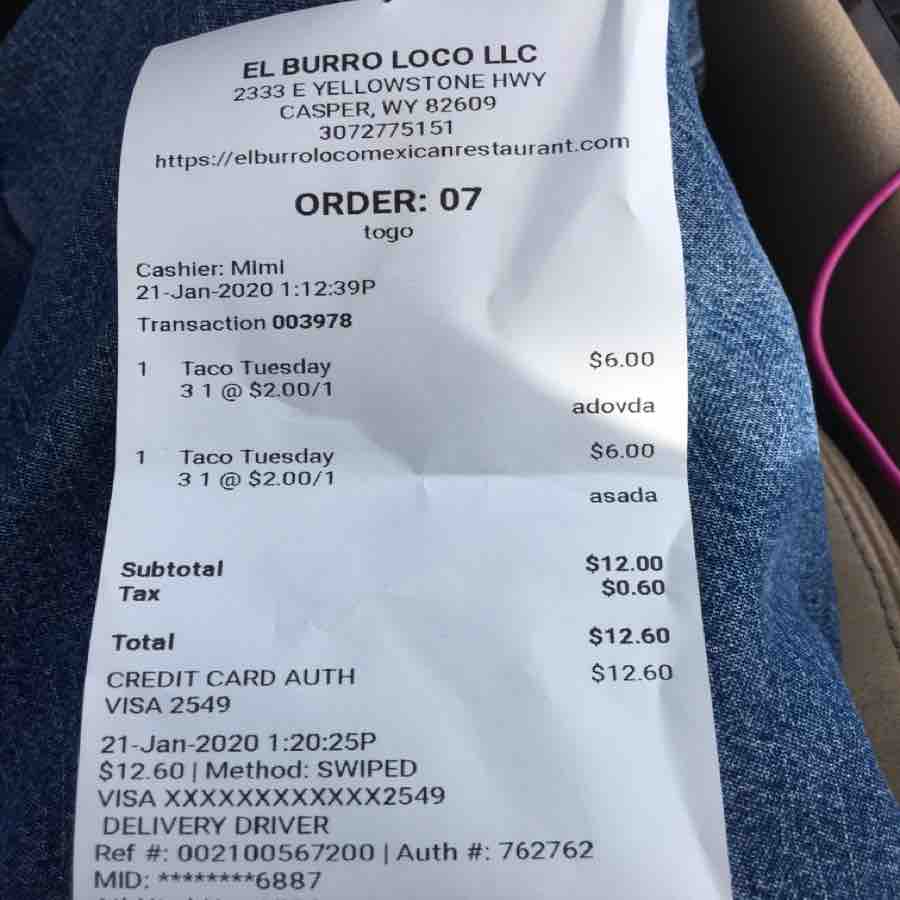 EL BURRO LOCO LLC
2333 E YELLOWSTONE HWY
CASPER, WY 82609
3072775151
https://elburrolocomexicanrestaurant.com
ORDER: 07
togo
Cashier: Mimi
21-Jan-2020 1:12:39P
Transaction 003978
1 Taco Tuesday $6.00
3 1 @ $2.00/1
adovda
1 Taco Tuesday $6.00
3 1 @ $2.00/1
asada
Subtotal $12.00
Tax $0.60
Total $12.60
CREDIT CARD AUTH $12.60
VISA 2549
21-Jan-2020 1:20:25P
$12.60 | Method: SWIPED
VISA XXXXXXXXXXXX2549
DELIVERY DRIVER
Ref #: 002100567200 | Auth #: 762762
MID: ********6887